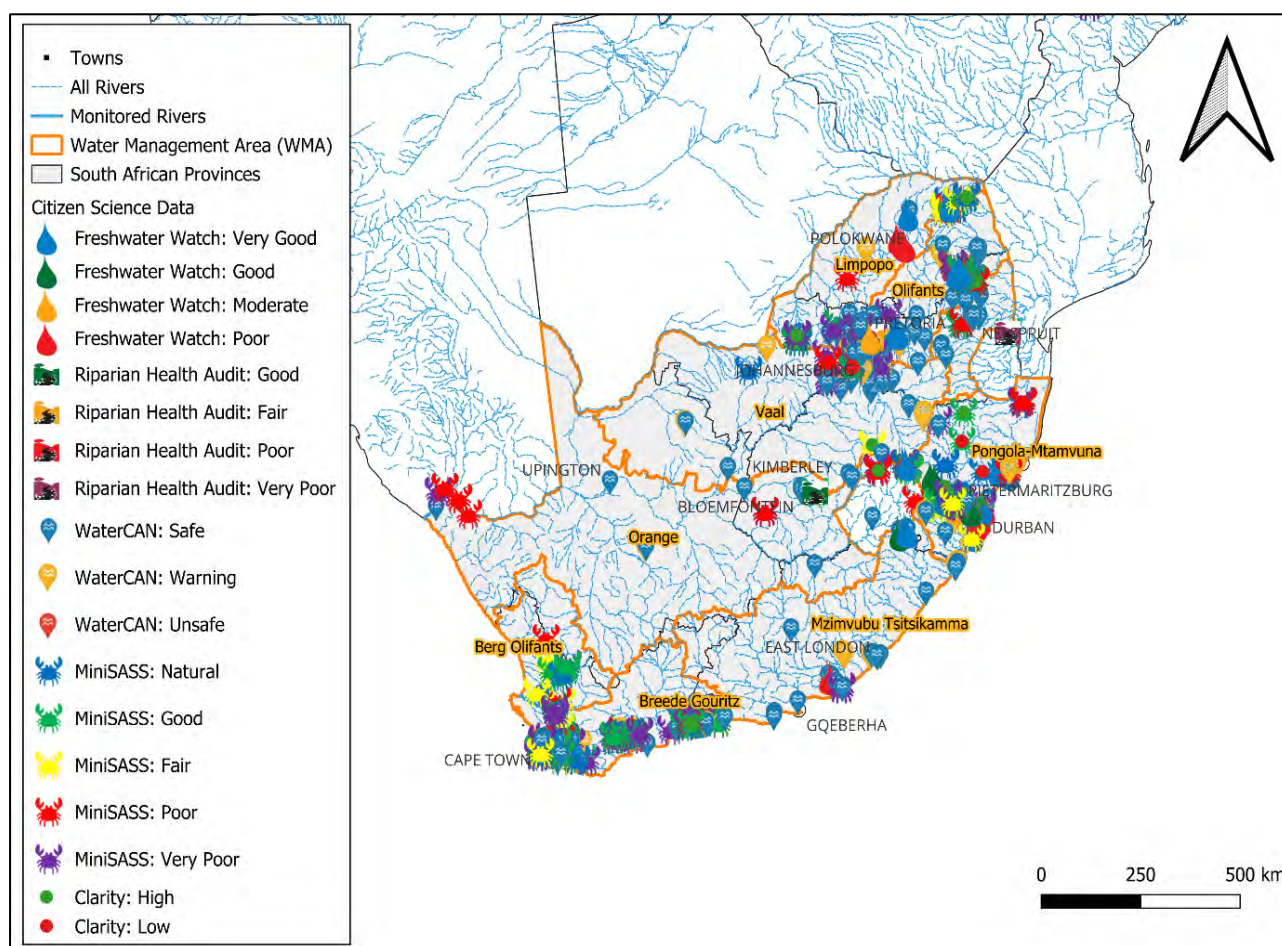 Towns
All Rivers
Monitored Rivers
Water Management Area (WMA)
South African Provinces
Citizen Science Data
Freshwater Watch: Very Good
Freshwater Watch: Good
Freshwater Watch: Moderate
Freshwater Watch: Poor
Riparian Health Audit: Good
Riparian Health Audit: Fair
Riparian Health Audit: Poor
Riparian Health Audit: Very Poor
WaterCAN: Safe
WaterCAN: Warning
WaterCAN: Unsafe
MiniSASS: Natural
MiniSASS: Good
MiniSASS: Fair
MiniSASS: Poor
MiniSASS: Very Poor
Clarity: High
Clarity: Low
POLOKWANE
Limpopo
Olifants
PRETORIA
JOHANNESBURG
Vaal
UPINGTON
KIMBERLEY
Pongola-Mtamvuna
PIETERMARITZBURG
BLOEMFONTEIN
DURBAN
Orange
Mzimvubu Tsitsikamma
EAST LONDON
Berg Olifants
Breede Gouritz
GQEBERHA
CAPE TOWN
0 250 500 km